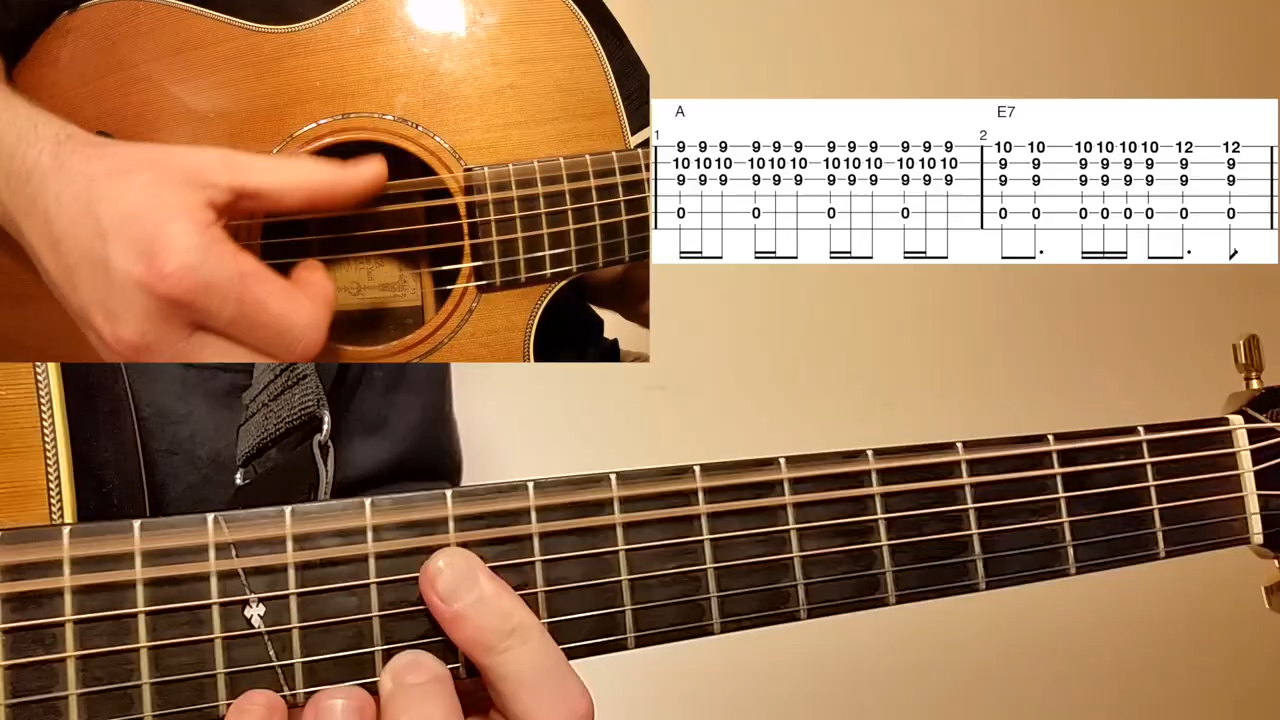 A E7
1 2
9 9 9 9 9 9 9 9 9 9 9 9 10 10 10 10 10 10 12 12
10 10 10 10 10 10 10 10 10 10 10 10 9 9 9 9 9 9 9 9
9 9 9 9 9 9 9 9 9 9 9 9 9 9 9 9 9 9 9 9
0 0 0 0 0 0 0 0 0 0 0 0